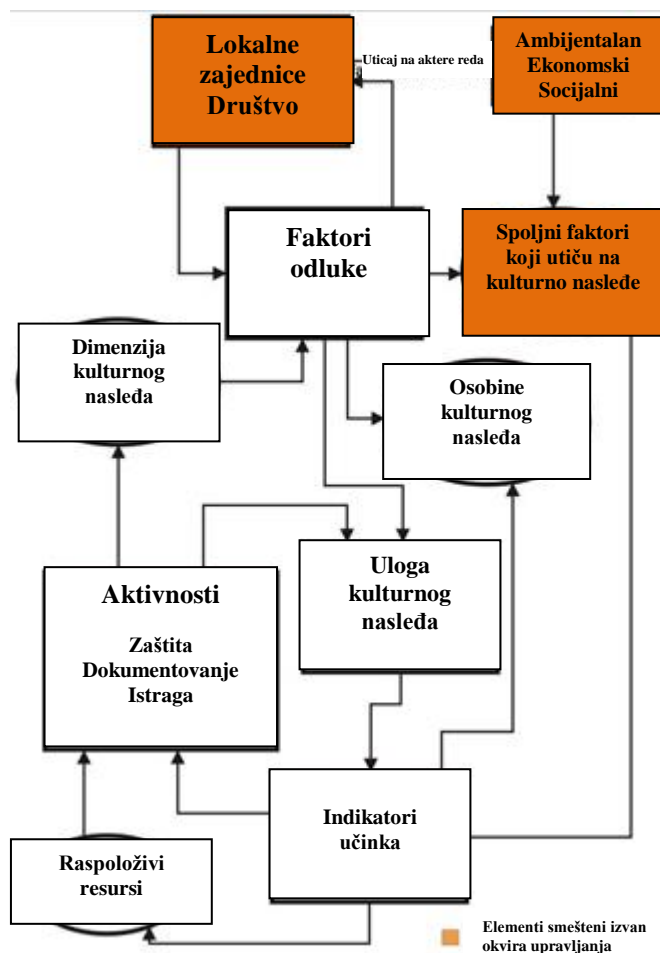 Lokalne
zajednice
Društvo
Uticaj na aktere reda
Ambijentalan
Ekonomski
Socijalni
Faktori
odluke
Spoljni faktori
koji utiču na
kulturno nasleđe
Dimenzija
kulturnog
nasleđa
Osobine
kulturnog
nasleđa
Aktivnosti
Zaštita
Dokumentovanje
Istraga
Uloga
kulturnog
nasleđa
Indikatori
učinka
Raspoloživi
resursi
Elementi smešteni izvan
okvira upravljanja